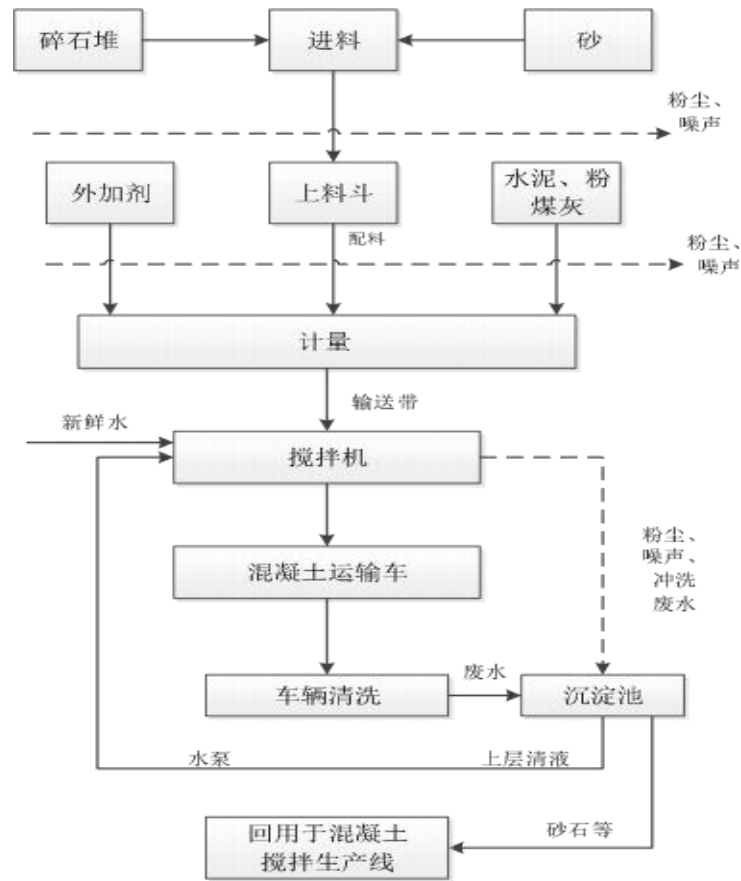 碎石堆
进料
砂
粉尘、
噪声
外加剂
上料斗
水泥、粉
煤灰
配料
粉尘、
噪声
计量
输送带
新鲜水
搅拌机
粉尘、
噪声、
冲洗
废水
混凝土运输车
车辆清洗
废水
沉淀池
水泵
上层清液
砂石等
回用于混凝土
搅拌生产线